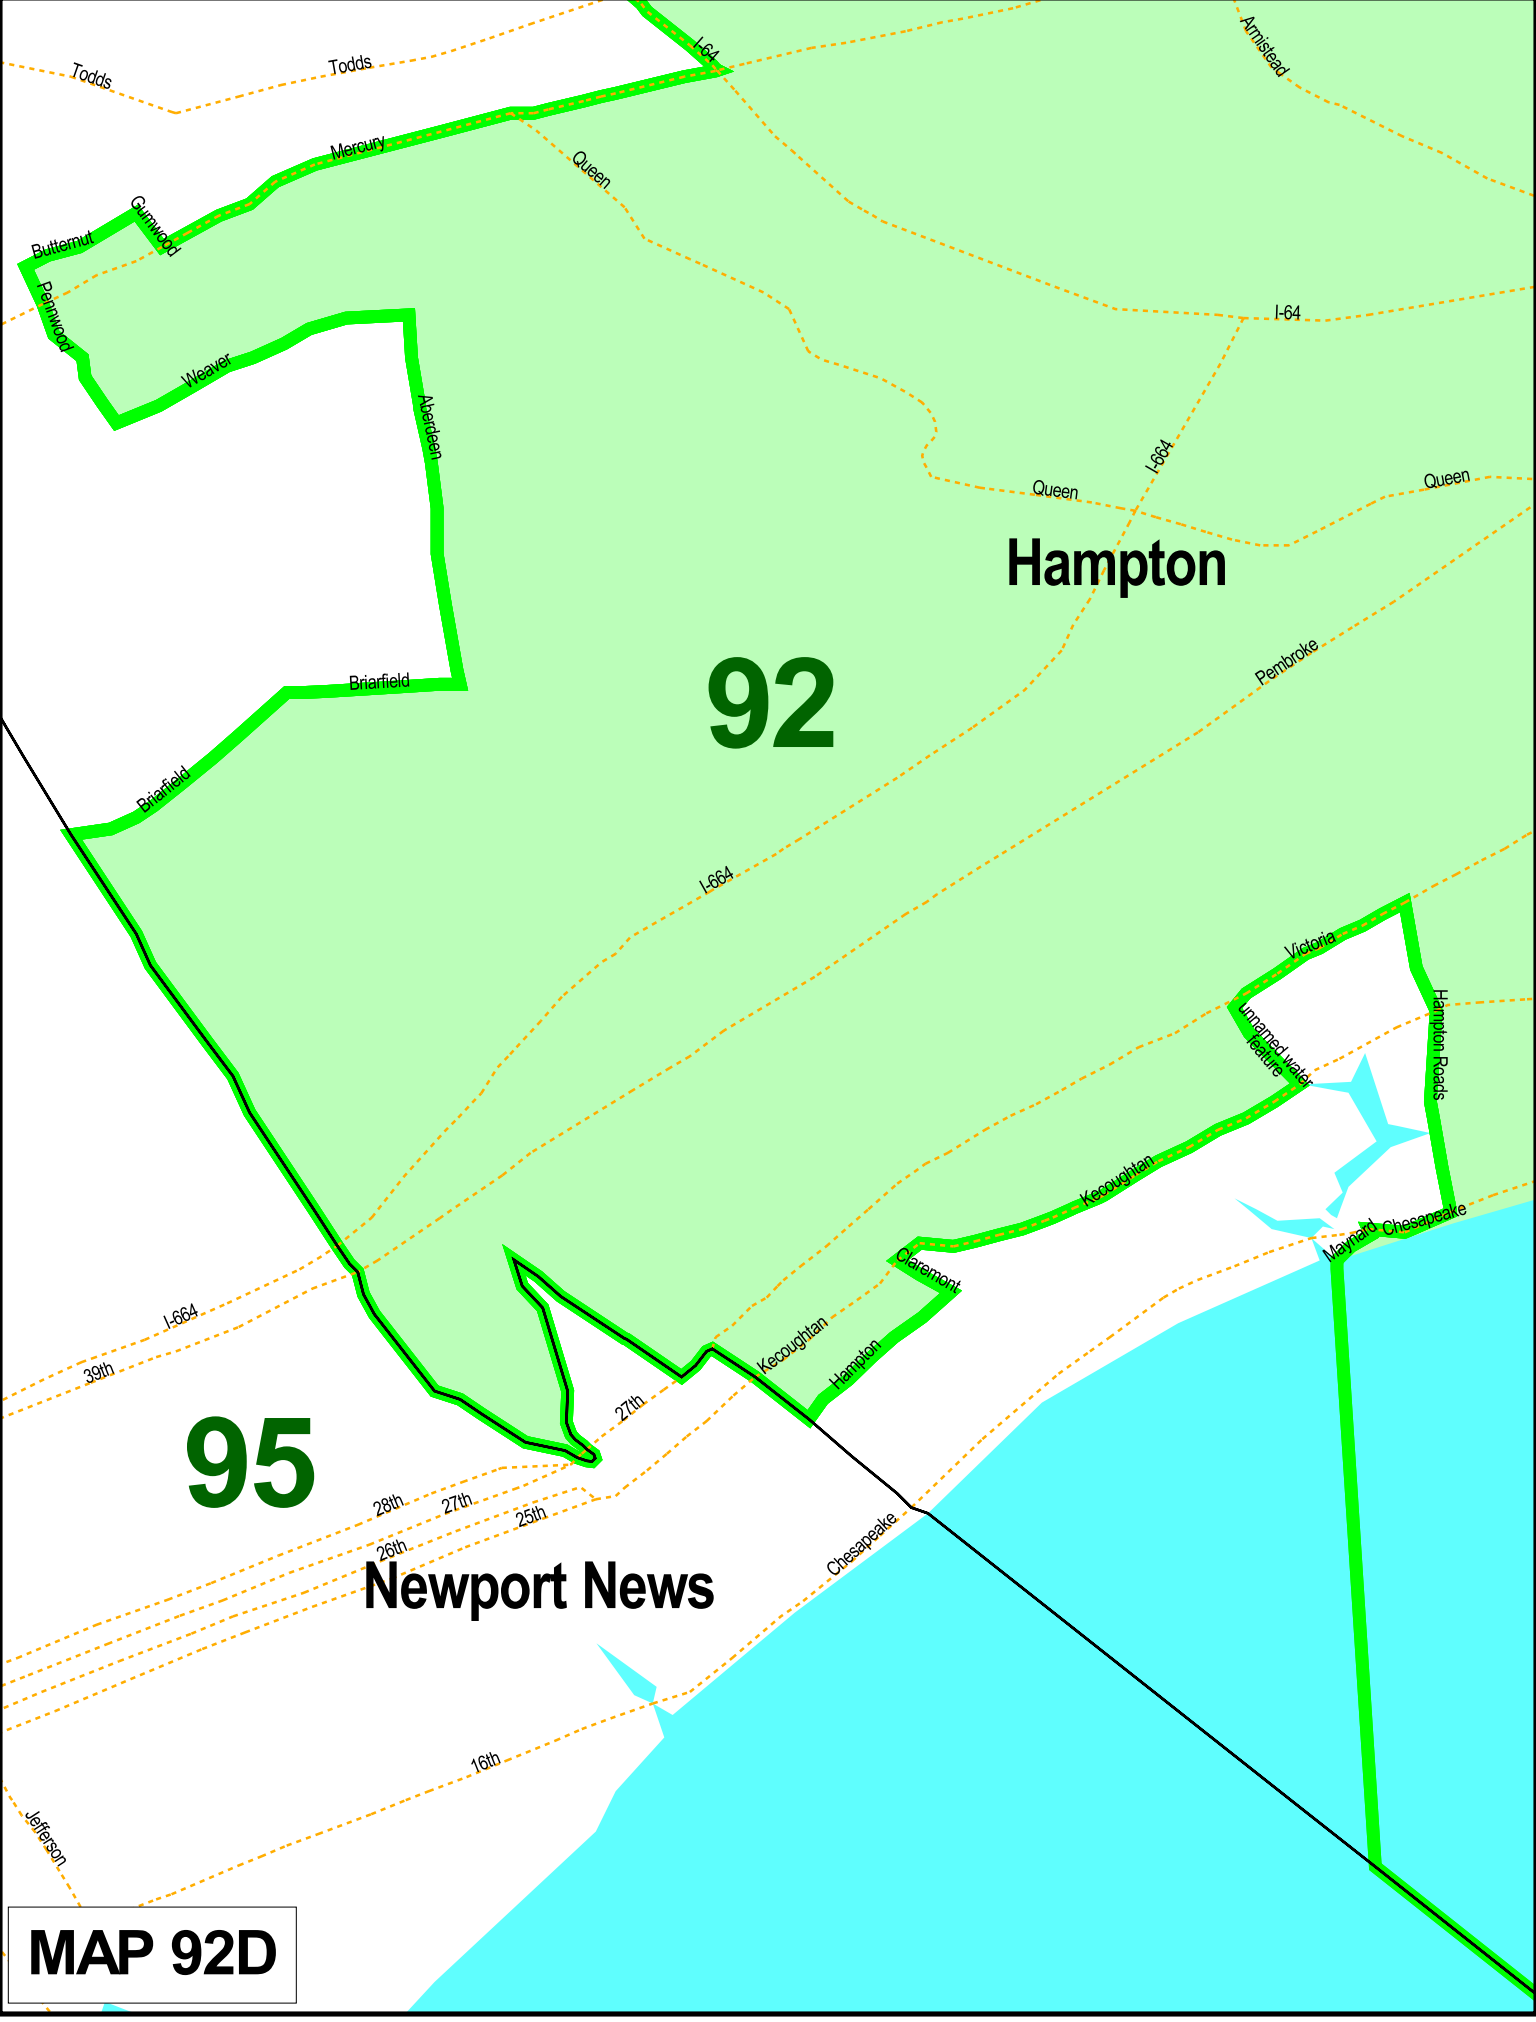 I-64
Armistead
Todds
Todds
Mercury
Queen
Gumwood
Butternut
Pennwood
I-64
Weaver
Aberdeen
I-664
Queen
Queen
Hampton
Pembroke
92
Briarfield
Briarfield
I-664
Victoria
unnamed water
feature
Hampton Roads
Kecoughtan
Chesapeake
Maynard
Claremont
I-664
Kecoughtan
Hampton
39th
27th
95
28th
27th
25th
26th
Chesapeake
Newport News
16th
Jefferson
MAP 92D